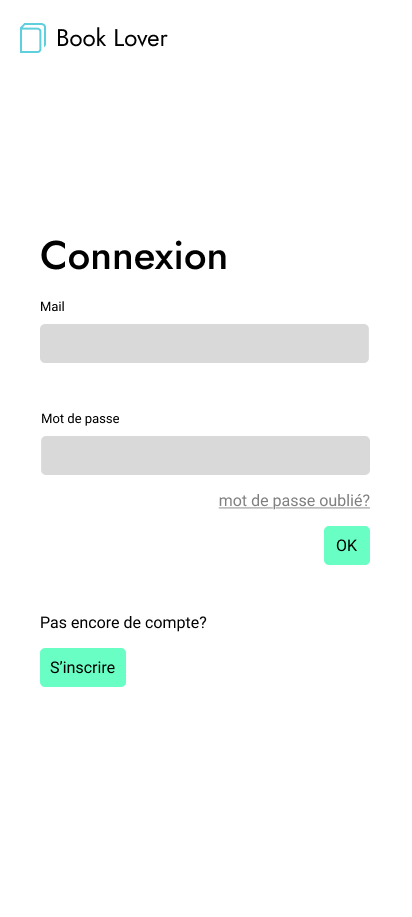 Book Lover
Connexion
Mail
Mot de passe
mot de passe oublié?
OK
Pas encore de compte?
S’inscrire